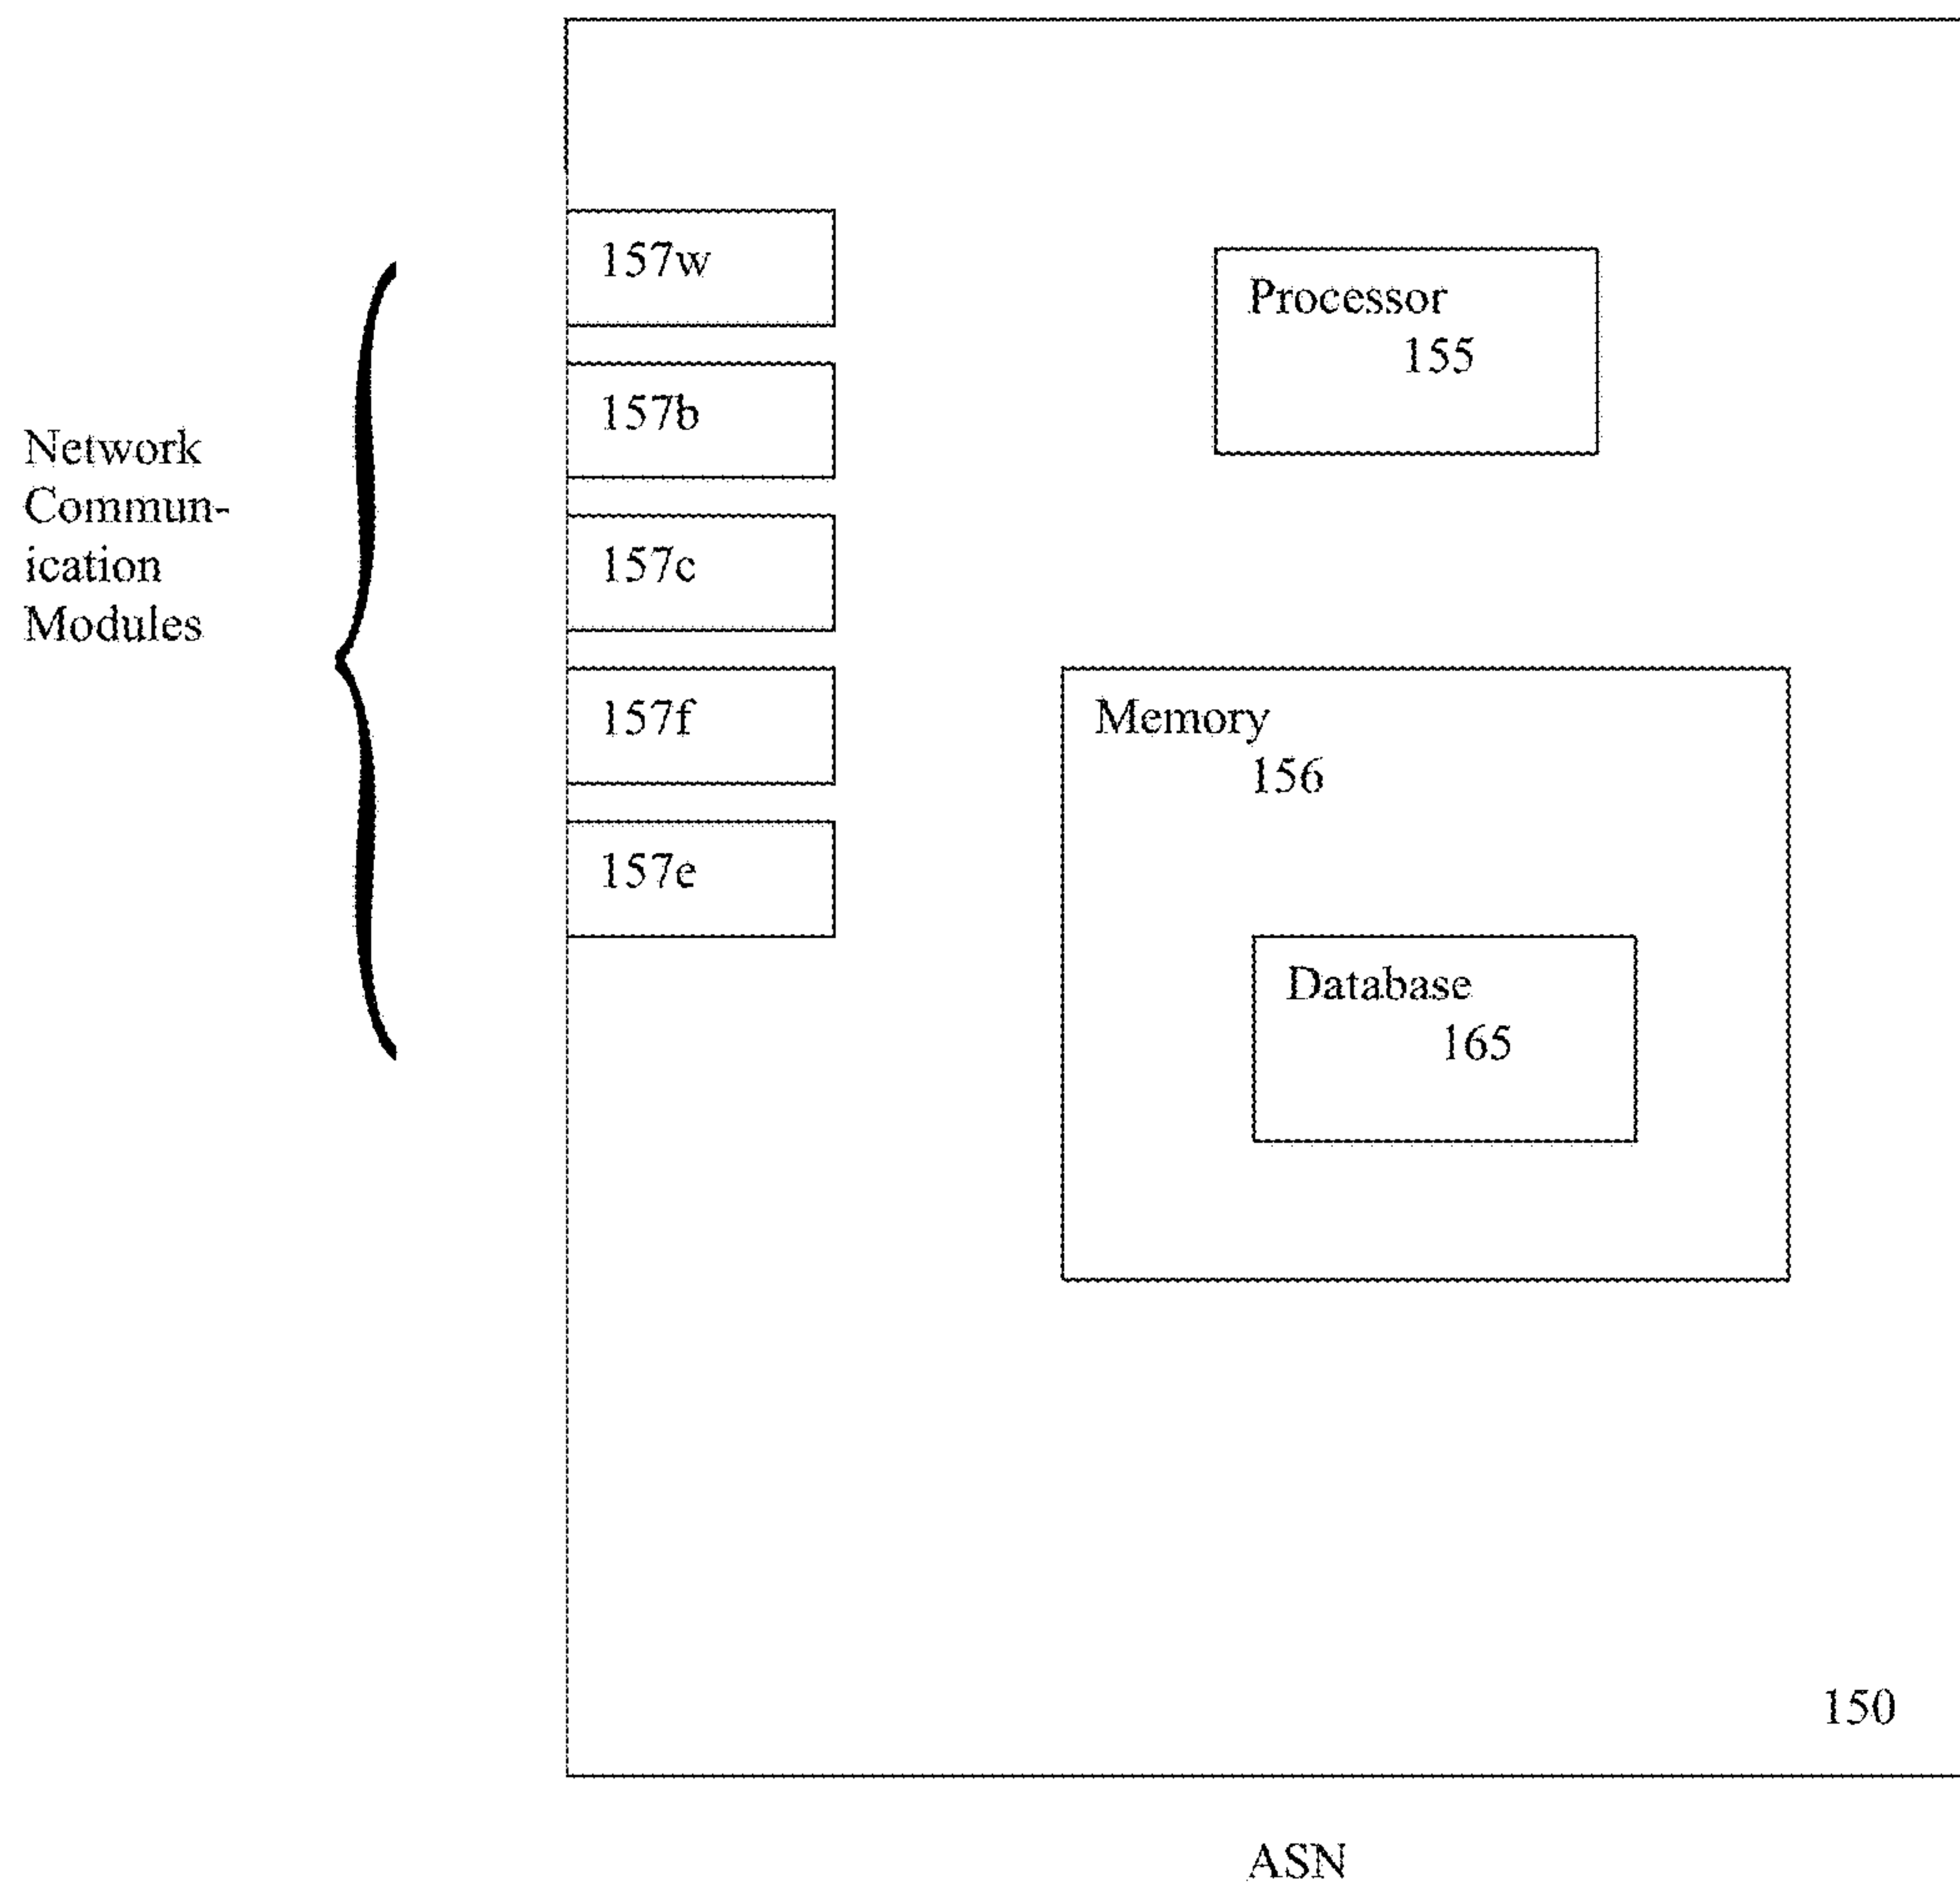 Network
Commun-
ication
Modules
157w
157b
157c
157f
157e
Processor
155
Memory
156
Database
165
150
ASN